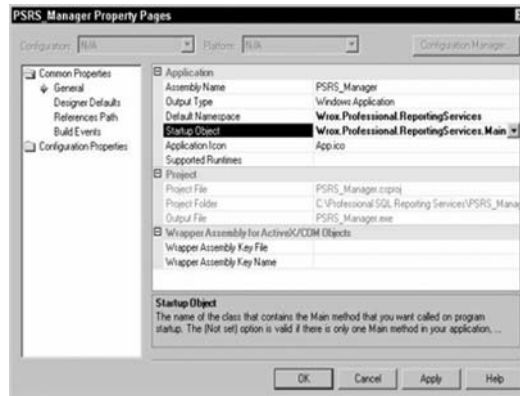 PSRS_Manager Property Pages
Configuration: N/A Platform: N/A Configuration Manager...
Common Properties
General
Designer Defaults
References Path
Build Events
Configuration Properties
Application
Assembly Name PSRS_Manager
Output Type Windows Application
Default Namespace Wrox.Professional.ReportingServices
Startup Object Wrox.Professional.ReportingServices.Main
Application Icon App.ico
Supported Runtimes
Project
Project File PSRS_Manager.csproj
Project Folder C:\Professional SQL Reporting Services\PSRS_Manag
Output File PSRS_Manager.exe
Wrapper Assembly for ActiveX/COM Objects
Wrapper Assembly Key File
Wrapper Assembly Key Name
Startup Object
The name of the class that contains the Main method that you want called on program
startup. The (Not set) option is valid if there is only one Main method in your application, ...
OK Cancel Apply Help